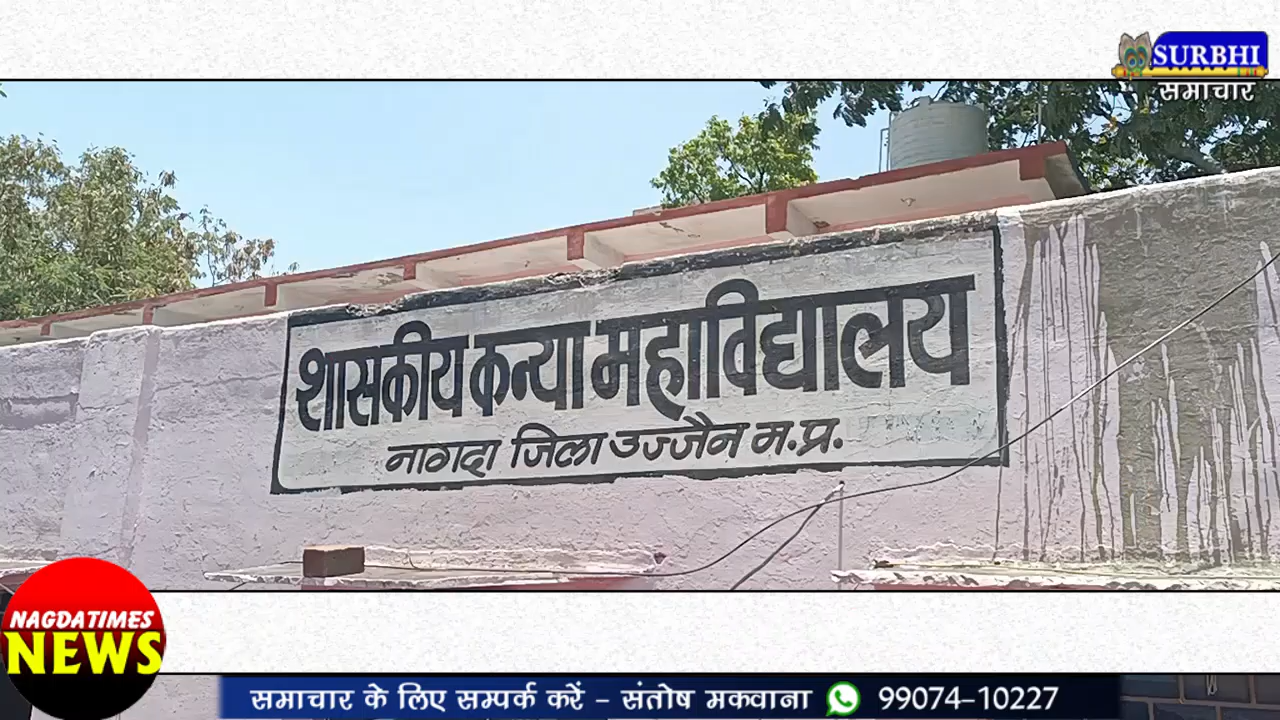 SURBHI
समाचार
शासकीय कन्या महाविद्यालय
नागदा जिला उज्जैन म.प्र.
NAGDATIMES
NEWS
समाचार के लिए सम्पर्क करें - संतोष मकवाना 99074-10227